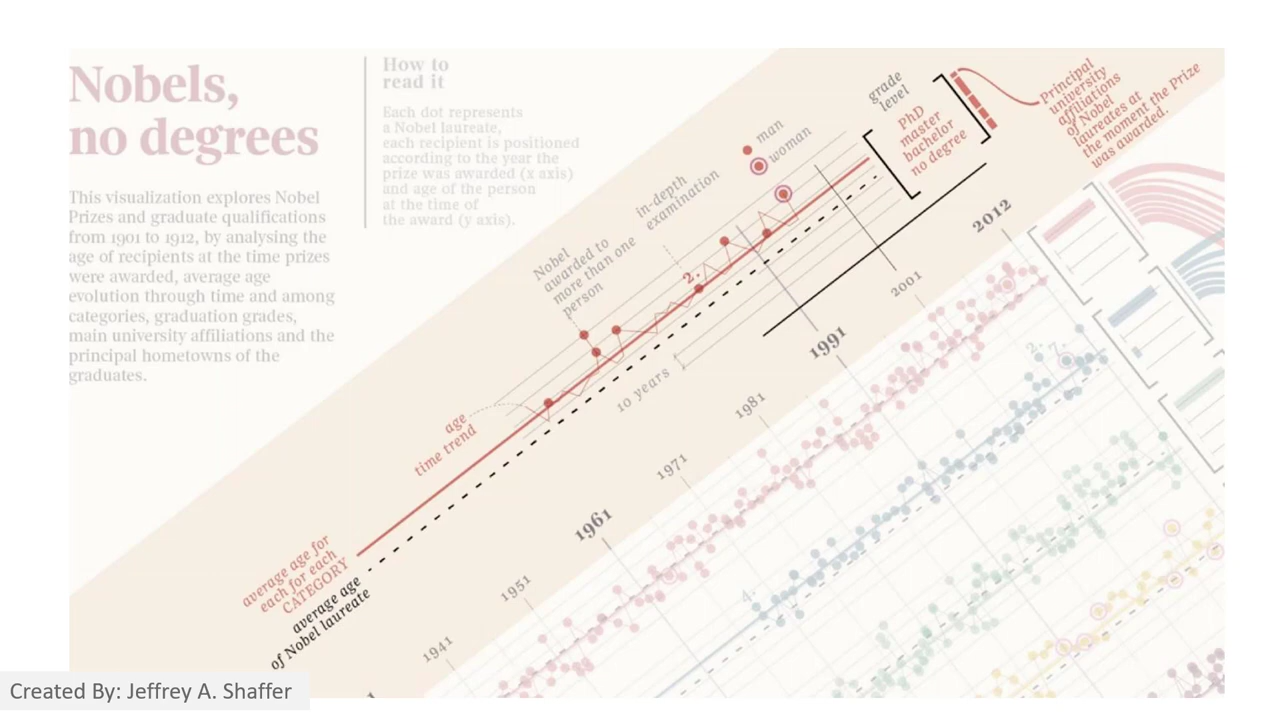 Nobels,
no degrees
This visualization explores Nobel
Prizes and graduate qualifications
from 1901 to 1912, by analysing the
age of recipients at the time prizes
were awarded, average age
evolution through time and among
categories, graduation grades,
main university affiliations and the
principal hometowns of the
graduates.
How to
read it
Each dot represents
a Nobel laureate,
each recipient is positioned
according to the year the
prize was awarded (x axis)
and age of the person
at the time of
the award (y axis).
average age for
each for each
CATEGORY
average age
of Nobel laureate
age
time trend
Nobel
awarded to
more than one
person
in-depth
examination
2.
man
woman
10 years
grade
level
PhD
master
bachelor
no degree
Principal
university
affiliations
of Nobel
laureates at
the moment the Prize
was awarded.
1941
1951
1961
1971
1981
1991
2001
2012
4.
2.
7.
Created By: Jeffrey A. Shaffer